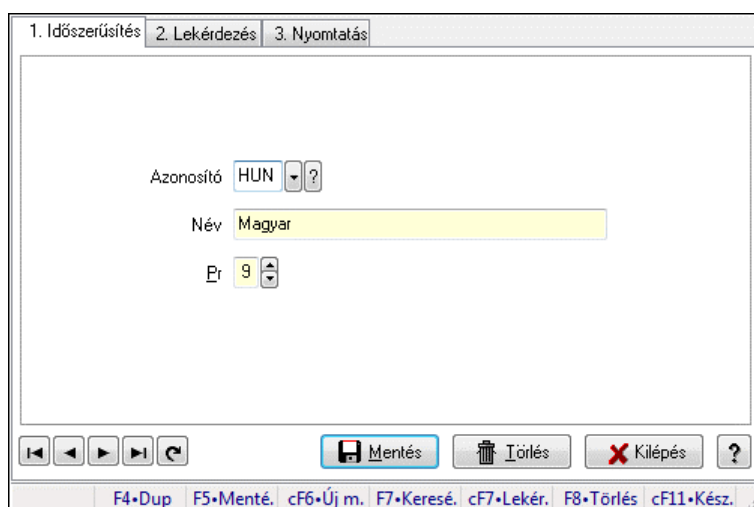 1. Időszerűsítés 2. Lekérdezés 3. Nyomtatás
Azonosító HUN ?
Név Magyar
Pr 9
Mentés Törlés Kilépés ?
F4•Dup F5•Menté. cF6•Új m. F7•Keresé. cF7•Lekér. F8•Törlés cF11•Kész.